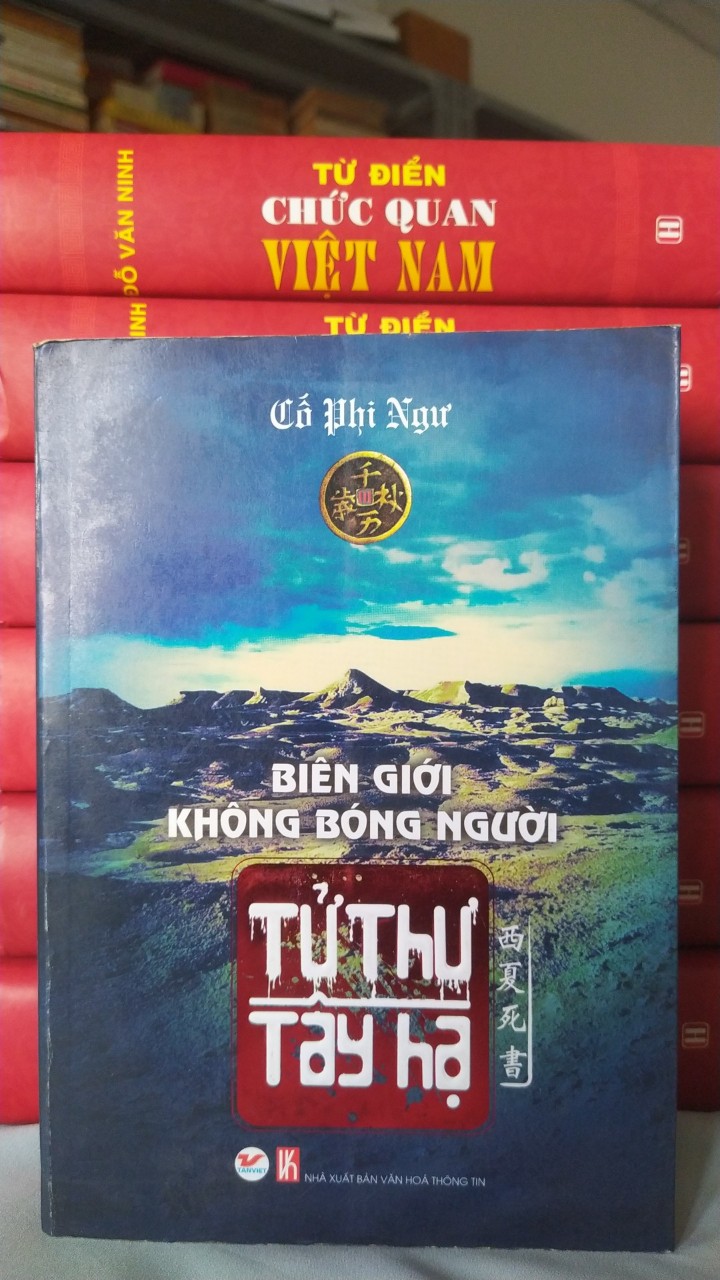 TỪ ĐIỂN
CHỨC QUAN
VIỆT NAM
ĐỖ VĂN NINH
H
TỪ ĐIỂN
NINH
Cố Phi Ngư
千
秋
万
歲
BIÊN GIỚI
KHÔNG BÓNG NGƯỜI
TỬ THƯ
TÂY HẠ
西夏死書
TANVIET
NHÀ XUẤT BẢN VĂN HOÁ THÔNG TIN